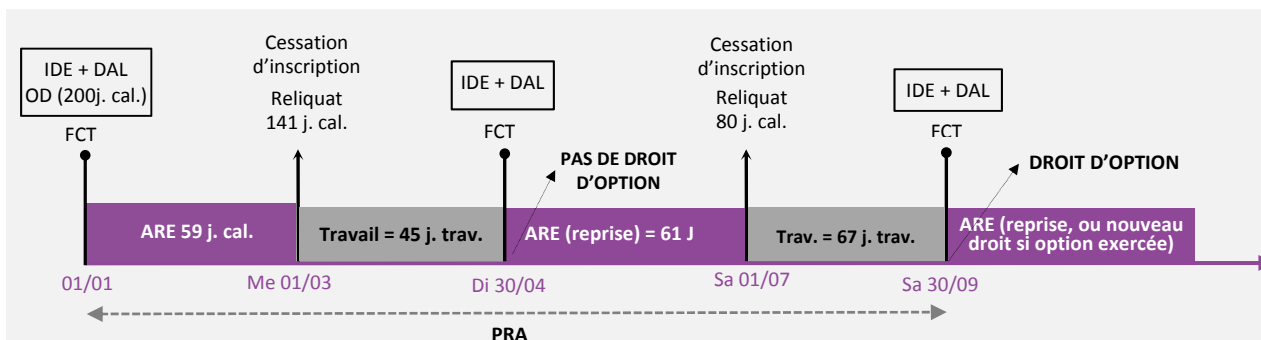 IDE + DAL
OD (200j. cal.)
FCT
Cessation
d’inscription
Reliquat
141 j. cal.
IDE + DAL
FCT
PAS DE DROIT
D’OPTION
Cessation
d’inscription
Reliquat
80 j. cal.
IDE + DAL
FCT
DROIT D’OPTION
ARE 59 j. cal.
Travail = 45 j. trav.
ARE (reprise) = 61 J
Trav. = 67 j. trav.
ARE (reprise, ou nouveau
droit si option exercée)
01/01
Me 01/03
Di 30/04
Sa 01/07
Sa 30/09
PRA